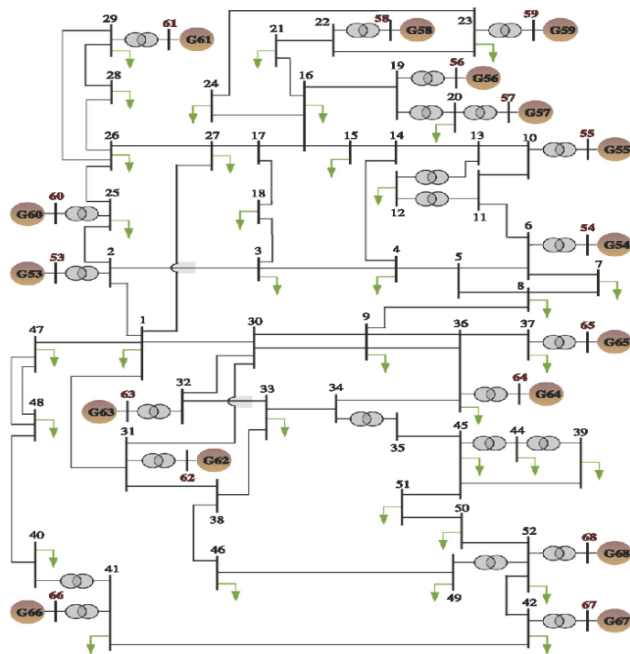 29 61 G61
21 22 58 G58 23 59 G59
28 24 16 19 56 G56
20 57 G57
26 27 17 15 14 13 10 55 G55
60 25 18 12 11
G60
53 2 3 4 5 6 54 G54
G53 8 7
47 1 30 9 36 37 65 G65
48 63 32 33 34 64 G64
G63
31 62 G62 35 45 44 39
38 51 50
40 41 46 49 52 68 G68
66 G66 42 67 G67